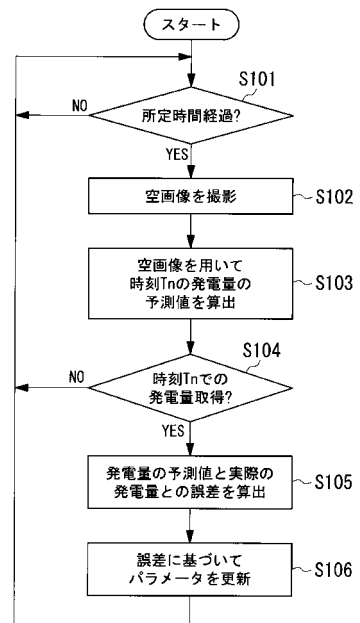 スタート
S101
NO
所定時間経過?
YES
空画像を撮影
S102
空画像を用いて
時刻Tnの発電量の
予測値を算出
S103
S104
NO
時刻Tnでの
発電量取得?
YES
発電量の予測値と実際の
発電量との誤差を算出
S105
誤差に基づいて
パラメータを更新
S106